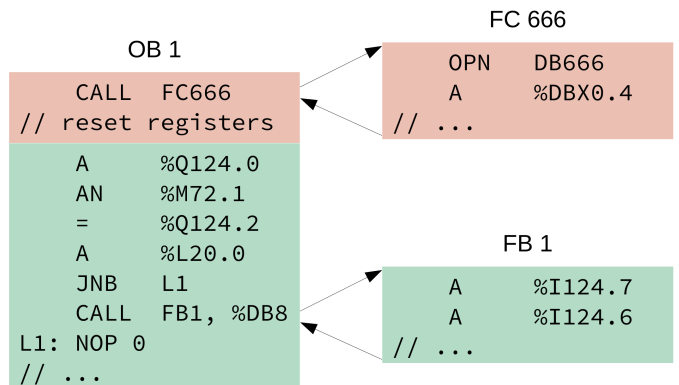 OB 1
CALL FC666
// reset registers
A %Q124.0
AN %M72.1
= %Q124.2
A %L20.0
JNB L1
CALL FB1, %DB8
L1: NOP 0
// ...
FC 666
OPN DB666
A %DBX0.4
// ...
FB 1
A %I124.7
A %I124.6
// ...